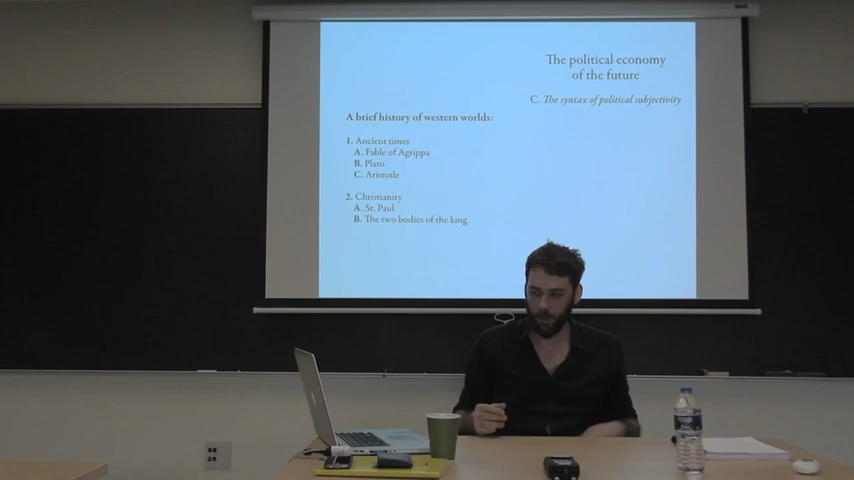 The political economy
of the future
C. The syntax of political subjectivity
A brief history of western worlds:
1. Ancient times
A. Fable of Agrippa
B. Plato
C. Aristotle
2. Christianity
A. St. Paul
B. The two bodies of the king